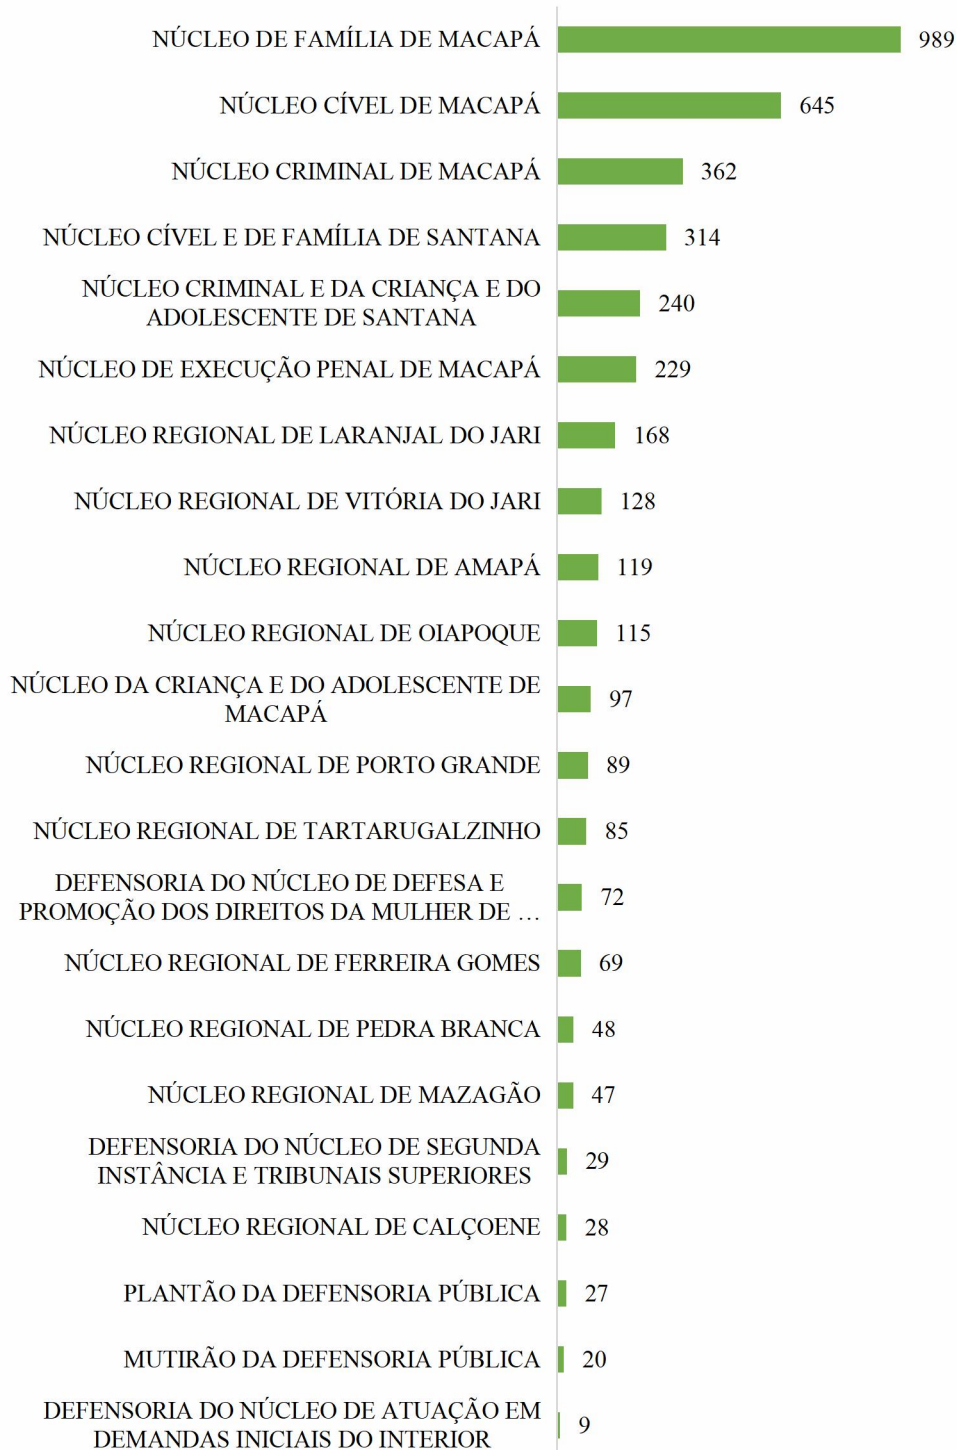 NÚCLEO DE FAMÍLIA DE MACAPÁ 989
NÚCLEO CÍVEL DE MACAPÁ 645
NÚCLEO CRIMINAL DE MACAPÁ 362
NÚCLEO CÍVEL E DE FAMÍLIA DE SANTANA 314
NÚCLEO CRIMINAL E DA CRIANÇA E DO
ADOLESCENTE DE SANTANA 240
NÚCLEO DE EXECUÇÃO PENAL DE MACAPÁ 229
NÚCLEO REGIONAL DE LARANJAL DO JARI 168
NÚCLEO REGIONAL DE VITÓRIA DO JARI 128
NÚCLEO REGIONAL DE AMAPÁ 119
NÚCLEO REGIONAL DE OIAPOQUE 115
NÚCLEO DA CRIANÇA E DO ADOLESCENTE DE
MACAPÁ 97
NÚCLEO REGIONAL DE PORTO GRANDE 89
NÚCLEO REGIONAL DE TARTARUGALZINHO 85
DEFENSORIA DO NÚCLEO DE DEFESA E
PROMOÇÃO DOS DIREITOS DA MULHER DE … 72
NÚCLEO REGIONAL DE FERREIRA GOMES 69
NÚCLEO REGIONAL DE PEDRA BRANCA 48
NÚCLEO REGIONAL DE MAZAGÃO 47
DEFENSORIA DO NÚCLEO DE SEGUNDA
INSTÂNCIA E TRIBUNAIS SUPERIORES 29
NÚCLEO REGIONAL DE CALÇOENE 28
PLANTÃO DA DEFENSORIA PÚBLICA 27
MUTIRÃO DA DEFENSORIA PÚBLICA 20
DEFENSORIA DO NÚCLEO DE ATUAÇÃO EM
DEMANDAS INICIAIS DO INTERIOR 9